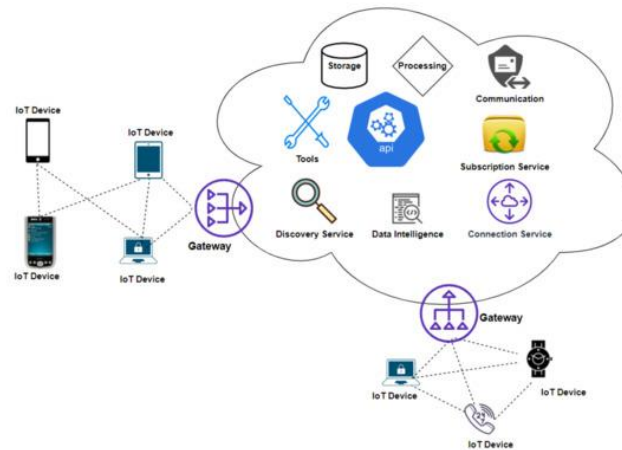 Storage
Processing
Communication
IoT Device
IoT Device
Tools
api
Subscription Service
Gateway
Discovery Service
Data Intelligence
Connection Service
IoT Device
IoT Device
Gateway
IoT Device
IoT Device
IoT Device